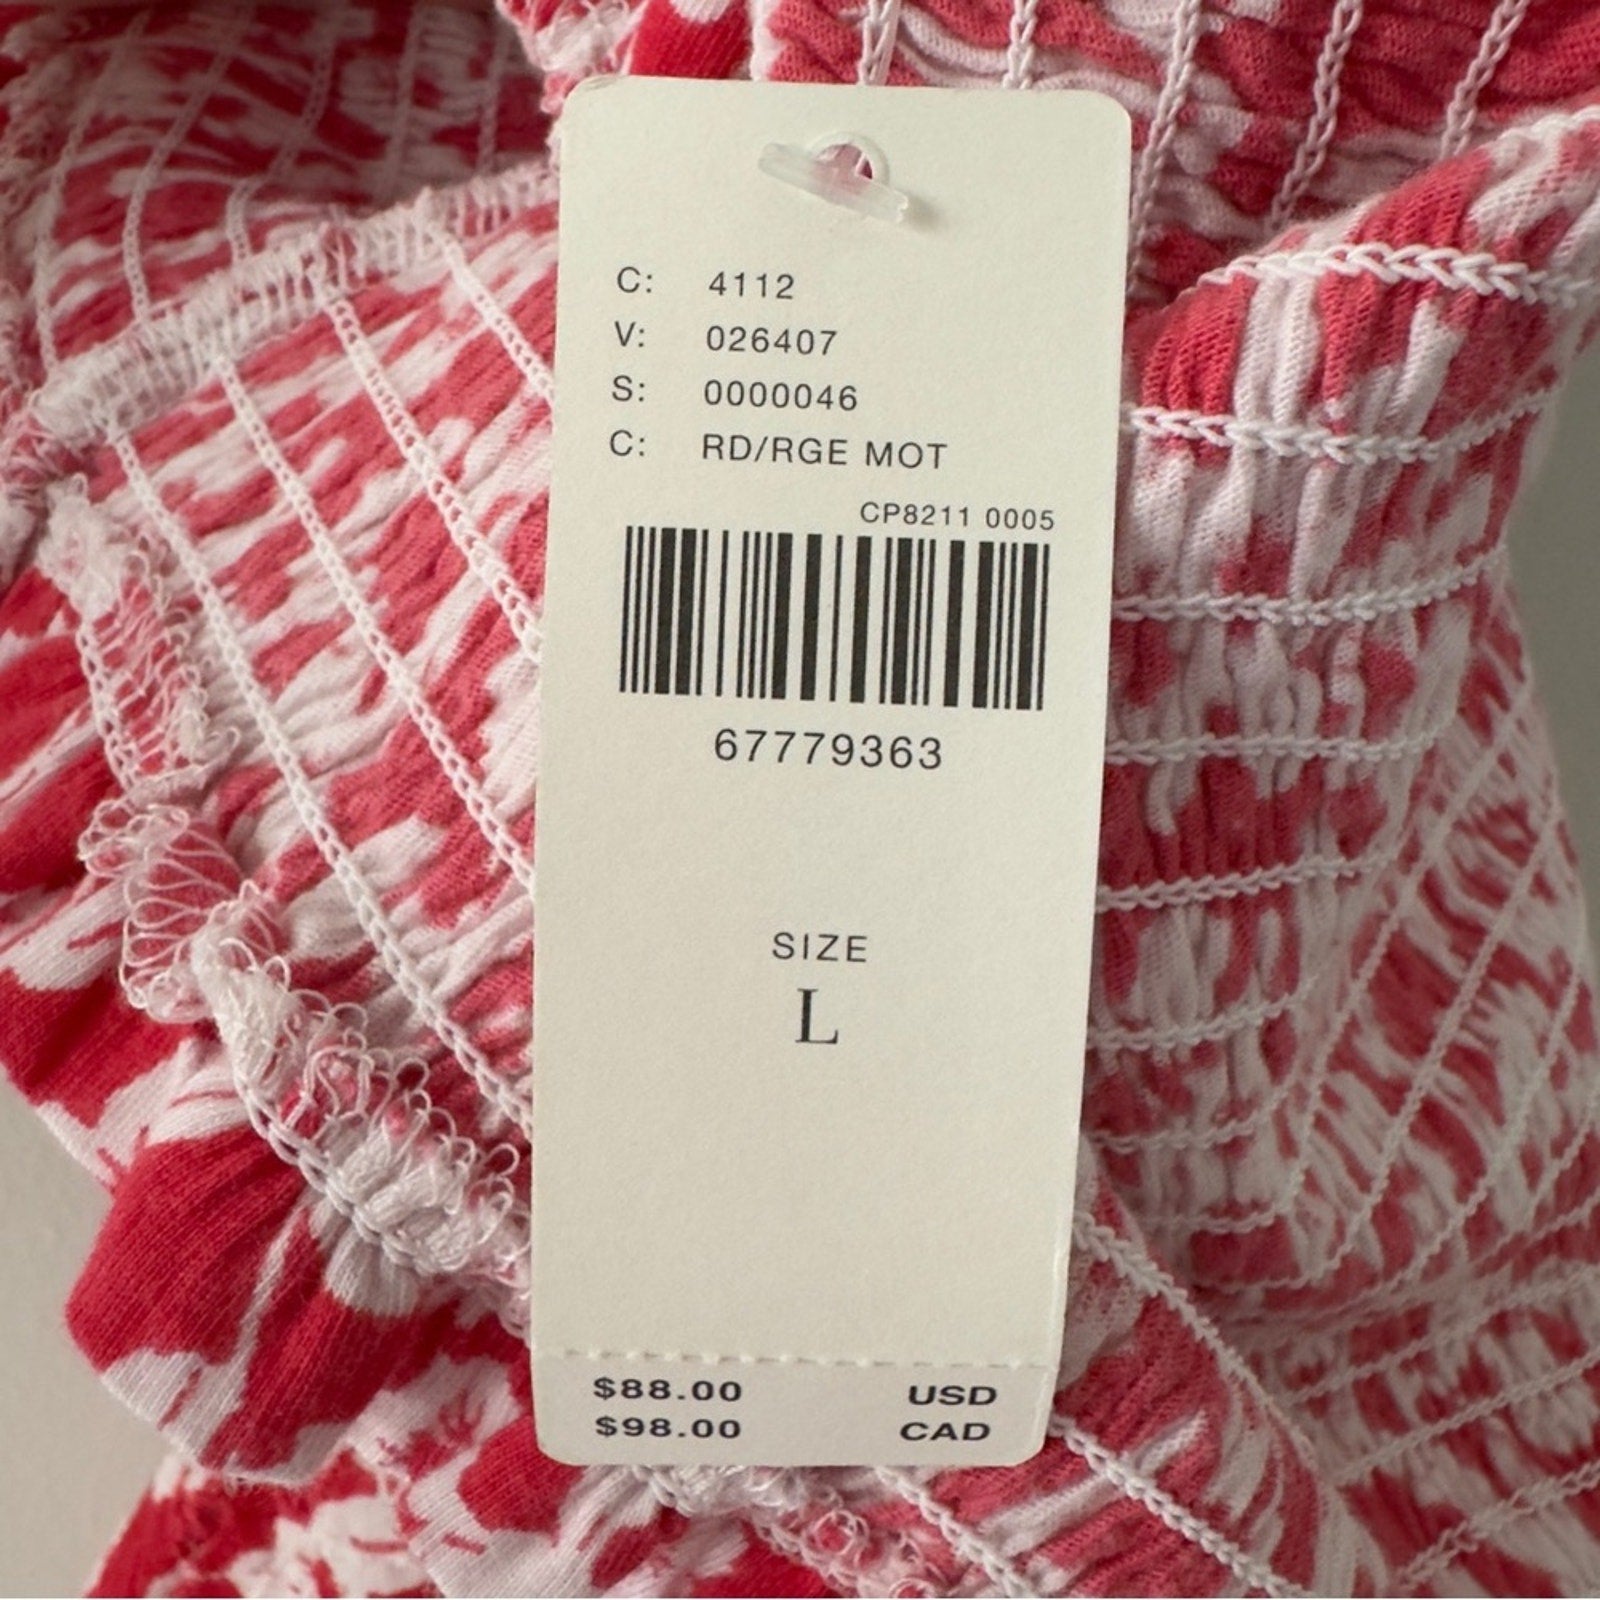 C: 4112
V: 026407
S: 0000046
C: RD/RGE MOT
CP8211 0005
67779363
SIZE
L
$88.00 USD
$98.00 CAD